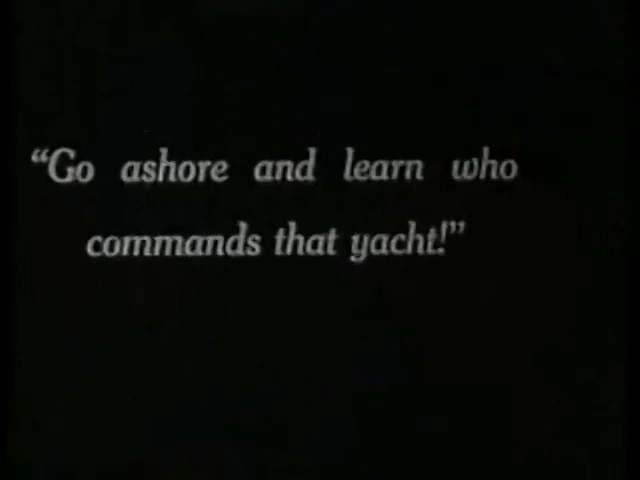 “Go ashore and learn who
commands that yacht!”